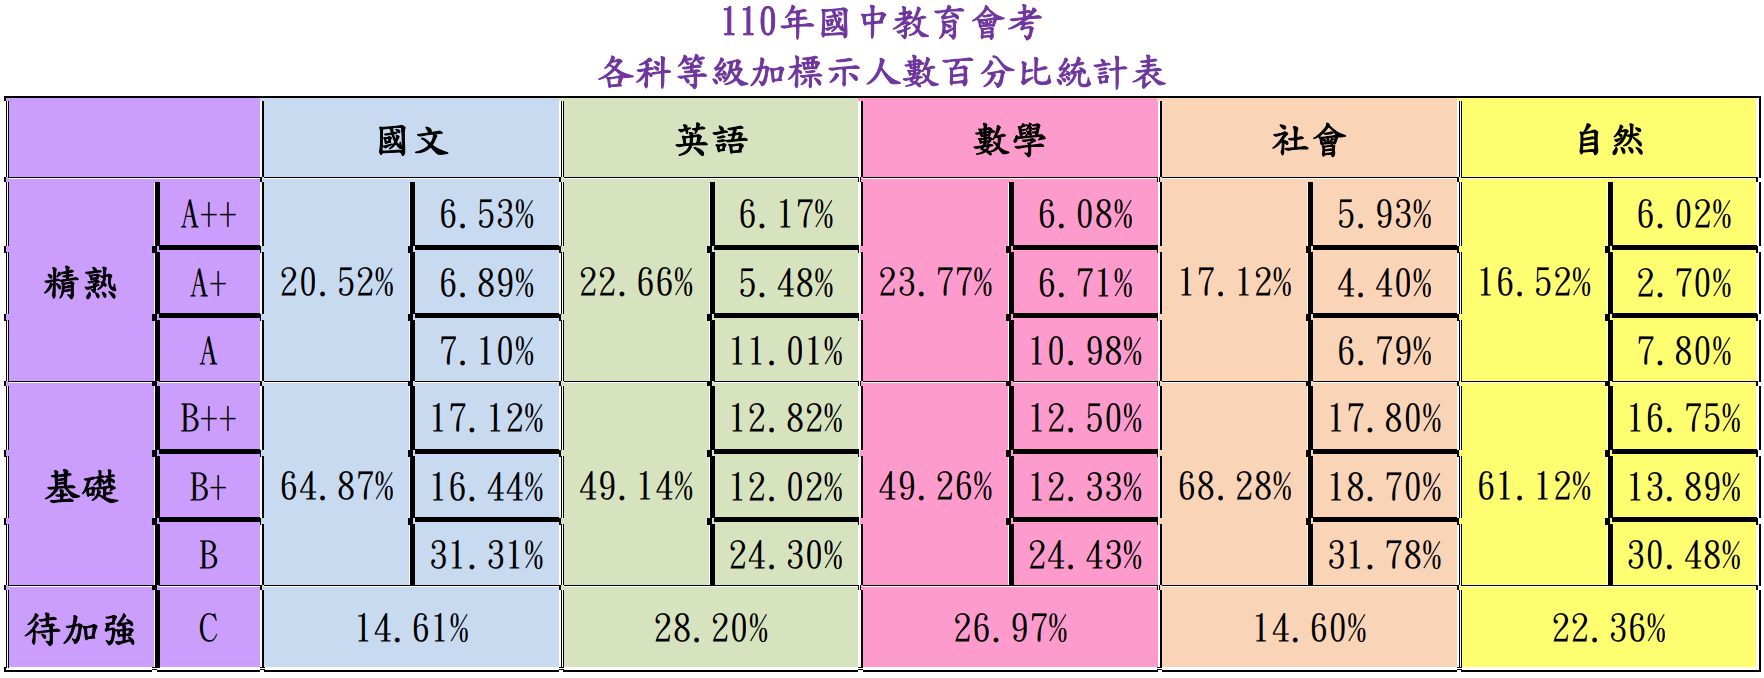 110年國中教育會考
各科等級加標示人數百分比統計表
國文 英語 數學 社會 自然
精熟 A++ 20.52% 6.53% 22.66% 6.17% 23.77% 6.08% 17.12% 5.93% 16.52% 6.02%
A+ 6.89% 5.48% 6.71% 4.40% 2.70%
A 7.10% 11.01% 10.98% 6.79% 7.80%
基礎 B++ 64.87% 17.12% 49.14% 12.82% 49.26% 12.50% 68.28% 17.80% 61.12% 16.75%
B+ 16.44% 12.02% 12.33% 18.70% 13.89%
B 31.31% 24.30% 24.43% 31.78% 30.48%
待加強 C 14.61% 28.20% 26.97% 14.60% 22.36%